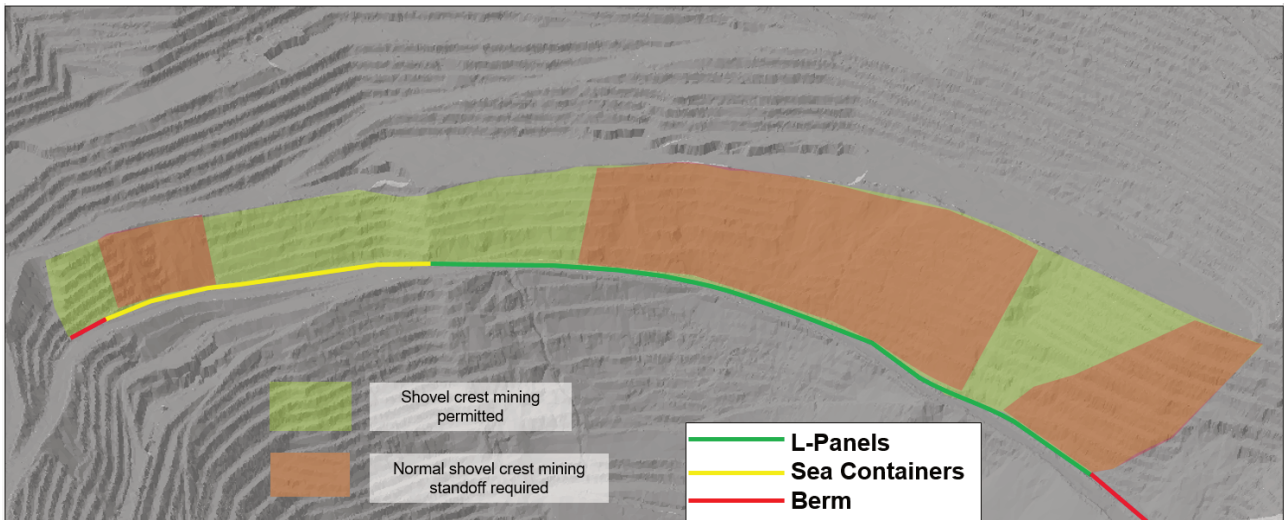 Shovel crest mining
permitted
Normal shovel crest mining
standoff required
L-Panels
Sea Containers
Berm